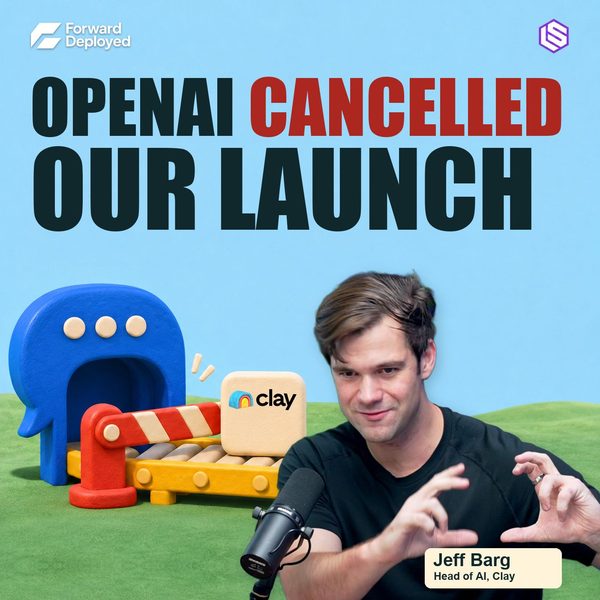 Forward
Deployed
OPENAI CANCELLED
OUR LAUNCH
clay
Jeff Barg
Head of AI, Clay